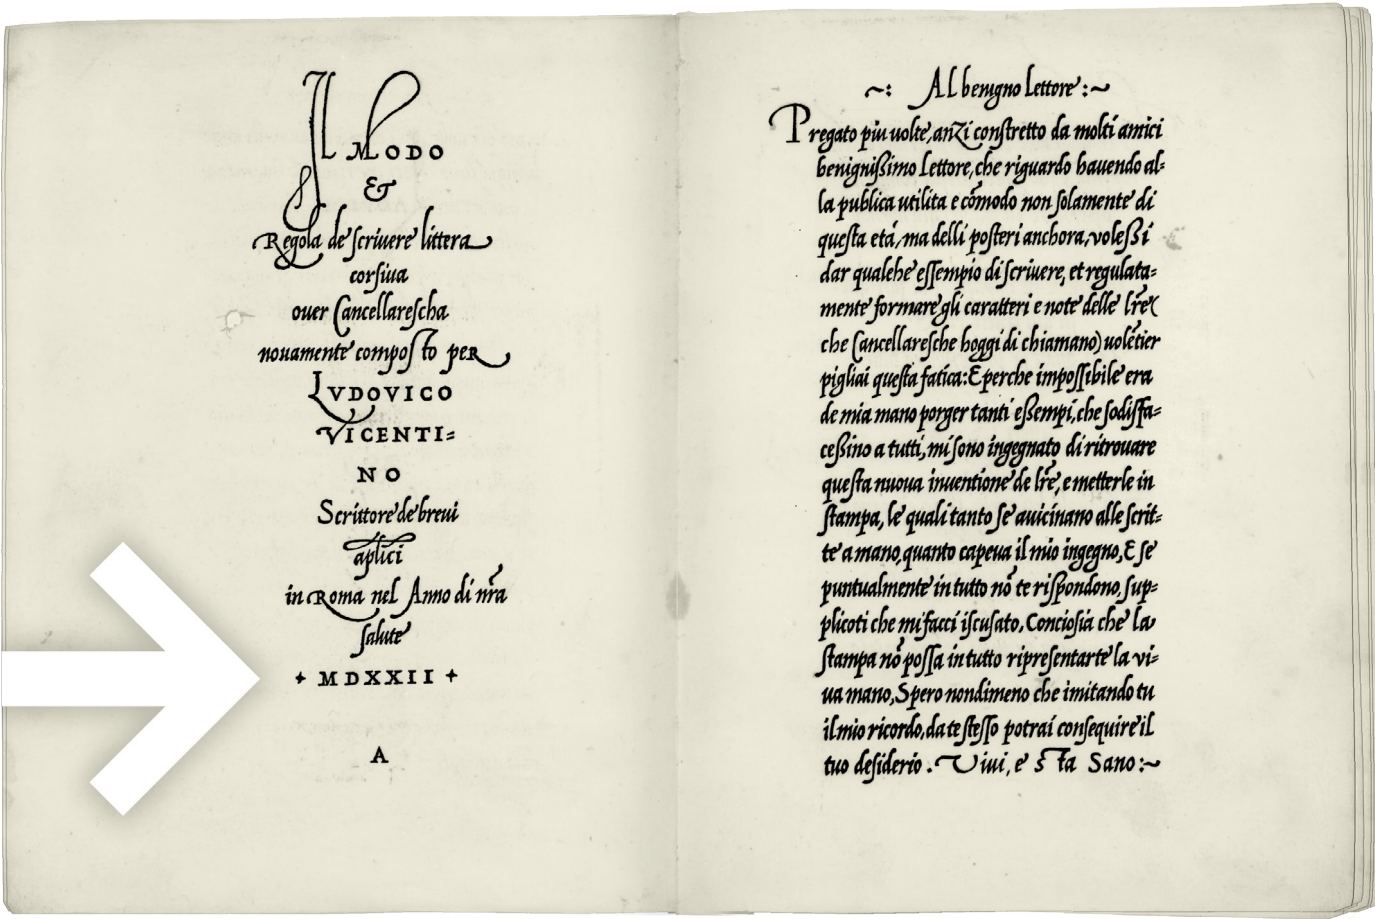 Il Modo
&
Regola de scriuere littera
corsiua
ouer Cancellarescha
nouamente composto per
LVDOVICO
VICENTI=
NO
Scrittore de breui
aplici
in Roma nel Anno di nr̃a
salute
+ MDXXII +
A
~: Al benigno lettore :~
Pregato piu uolte, anzi constretto da molti amici
benignißimo lettore, che riguardo hauendo al=
la publica utilita e cõmodo non solamente di
questa etá, ma delli posteri anchora, voleßi
dar qualche essempio di scriuere, et regulata=
mente formare gli caratteri e note delle lr̃e (
che Cancellaresche hoggi di chiamano) uolẽtier
pigliai questa fatica: E perche impossibile era
de mia mano porger tanti eßempi, che sodisfa=
ceßino a tutti, mi sono ingegnato di ritrouare
questa nuoua inuentione de lr̃e, e metterle in
stampa, le quali tanto se auicinano alle scrit=
te a mano, quanto capeua il mio ingegno, E se
puntualmente in tutto nõ te rispondono, sup=
plicoti che mi facci iscusato, Conciosia che la
stampa nõ possa in tutto ripresentarte la vi=
ua mano, Spero nondimeno che imitando tu
il mio ricordo, da te stesso potrai consequire il
tuo desiderio. Viui, e sta Sano :~